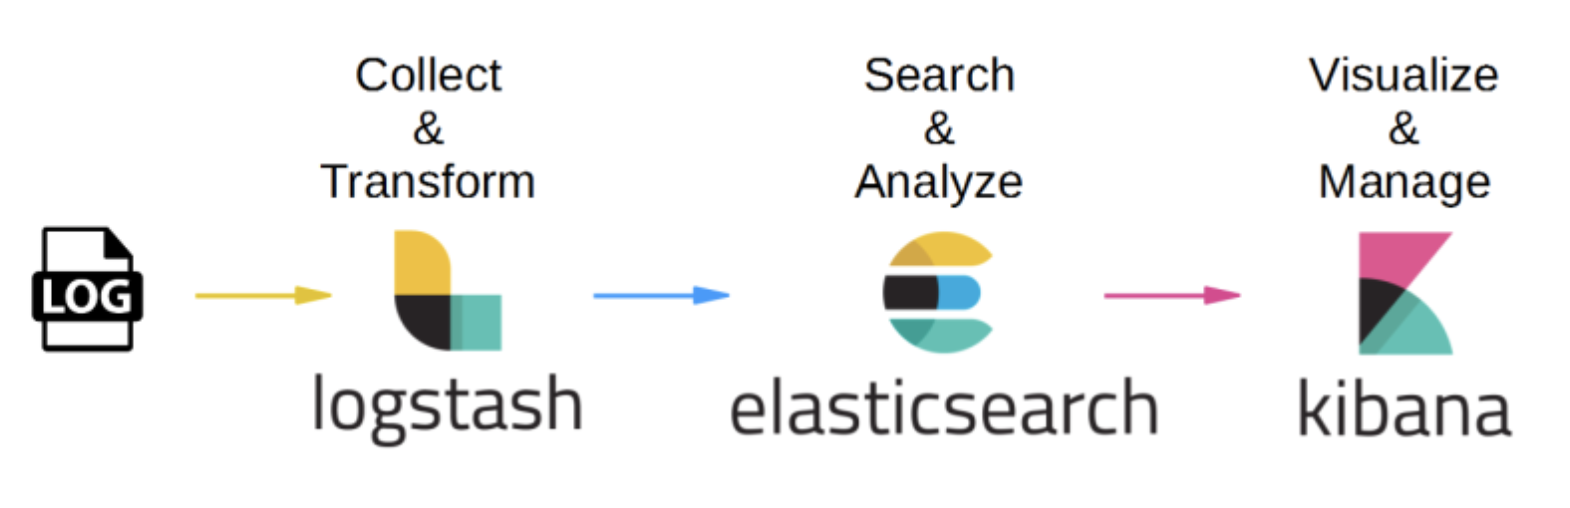 Collect
&
Transform
Search
&
Analyze
Visualize
&
Manage
LOG
logstash
elasticsearch
kibana